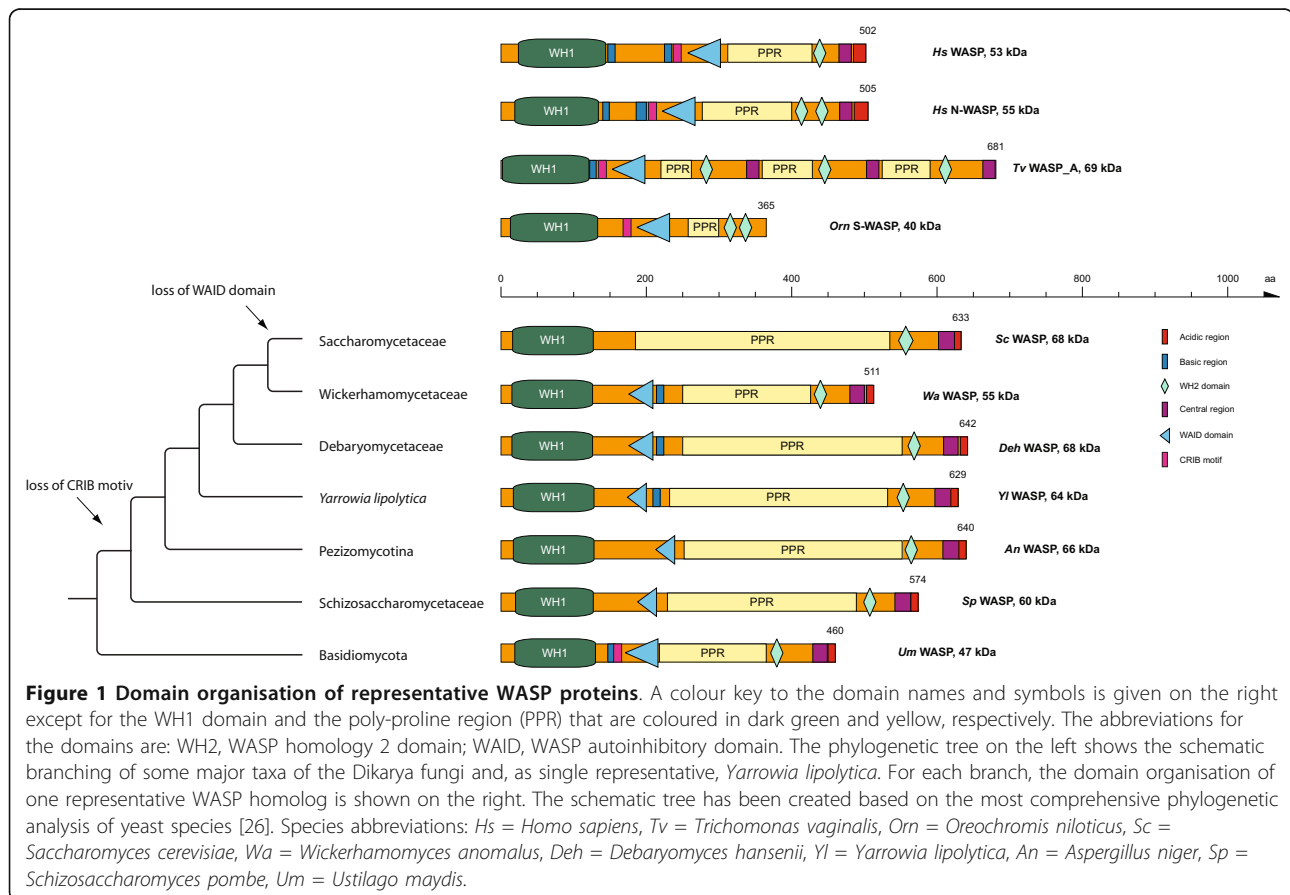 502
WH1
PPR
Hs WASP, 53 kDa
505
WH1
PPR
Hs N-WASP, 55 kDa
681
WH1
PPR
PPR
PPR
Tv WASP_A, 69 kDa
365
WH1
PPR
Orn S-WASP, 40 kDa
0
200
400
600
800
1000
aa
loss of WAID domain
loss of CRIB motiv
633
Saccharomycetaceae
WH1
PPR
Sc WASP, 68 kDa
511
Wickerhamomycetaceae
WH1
PPR
Wa WASP, 55 kDa
642
Debaryomycetaceae
WH1
PPR
Deh WASP, 68 kDa
629
Yarrowia lipolytica
WH1
PPR
Yl WASP, 64 kDa
640
Pezizomycotina
WH1
PPR
An WASP, 66 kDa
574
Schizosaccharomycetaceae
WH1
PPR
Sp WASP, 60 kDa
460
Basidiomycota
WH1
PPR
Um WASP, 47 kDa
Acidic region
Basic region
WH2 domain
Central region
WAID domain
CRIB motif
Figure 1 Domain organisation of representative WASP proteins. A colour key to the domain names and symbols is given on the right
except for the WH1 domain and the poly-proline region (PPR) that are coloured in dark green and yellow, respectively. The abbreviations for
the domains are: WH2, WASP homology 2 domain; WAID, WASP autoinhibitory domain. The phylogenetic tree on the left shows the schematic
branching of some major taxa of the Dikarya fungi and, as single representative, Yarrowia lipolytica. For each branch, the domain organisation of
one representative WASP homolog is shown on the right. The schematic tree has been created based on the most comprehensive phylogenetic
analysis of yeast species [26]. Species abbreviations: Hs = Homo sapiens, Tv = Trichomonas vaginalis, Orn = Oreochromis niloticus, Sc =
Saccharomyces cerevisiae, Wa = Wickerhamomyces anomalus, Deh = Debaryomyces hansenii, Yl = Yarrowia lipolytica, An = Aspergillus niger, Sp =
Schizosaccharomyces pombe, Um = Ustilago maydis.